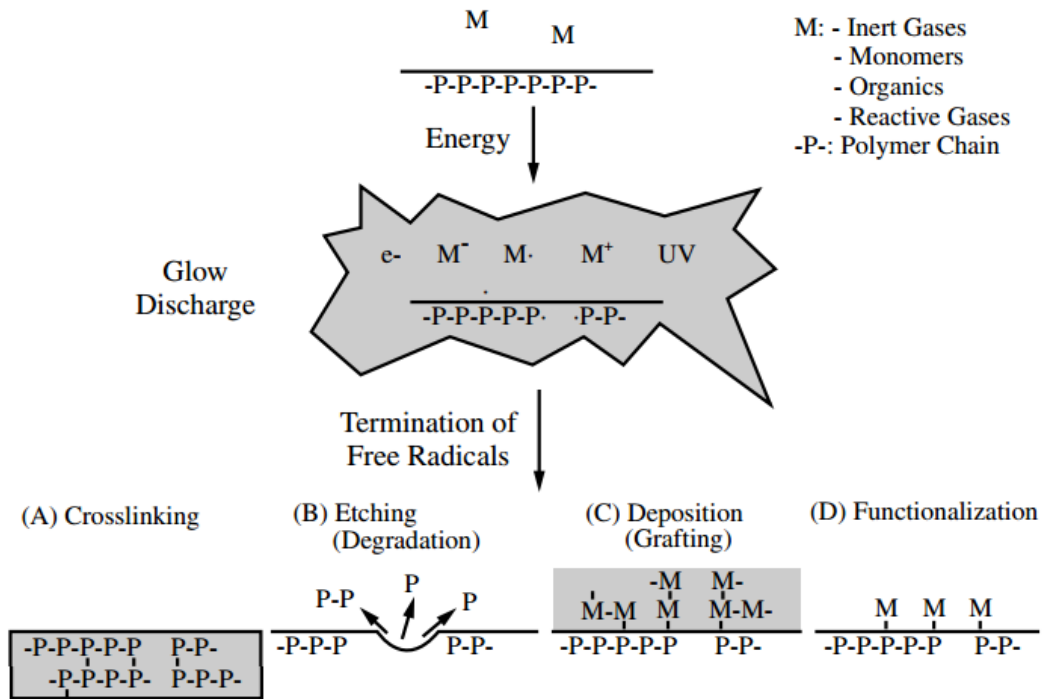 M
M
-P-P-P-P-P-P-P-
M: - Inert Gases
- Monomers
- Organics
- Reactive Gases
-P-: Polymer Chain
Energy
Glow
Discharge
e- M⁻ M· M⁺ UV
·
-P-P-P-P-P· ·P-P-
Termination of
Free Radicals
(A) Crosslinking
-P-P-P-P-P P-P-
-P-P-P-P- P-P-P-
(B) Etching
(Degradation)
P-P P P
-P-P-P P-P-
(C) Deposition
(Grafting)
-M M-
M-M M M-M-
-P-P-P-P-P P-P-
(D) Functionalization
M M M
-P-P-P-P-P P-P-